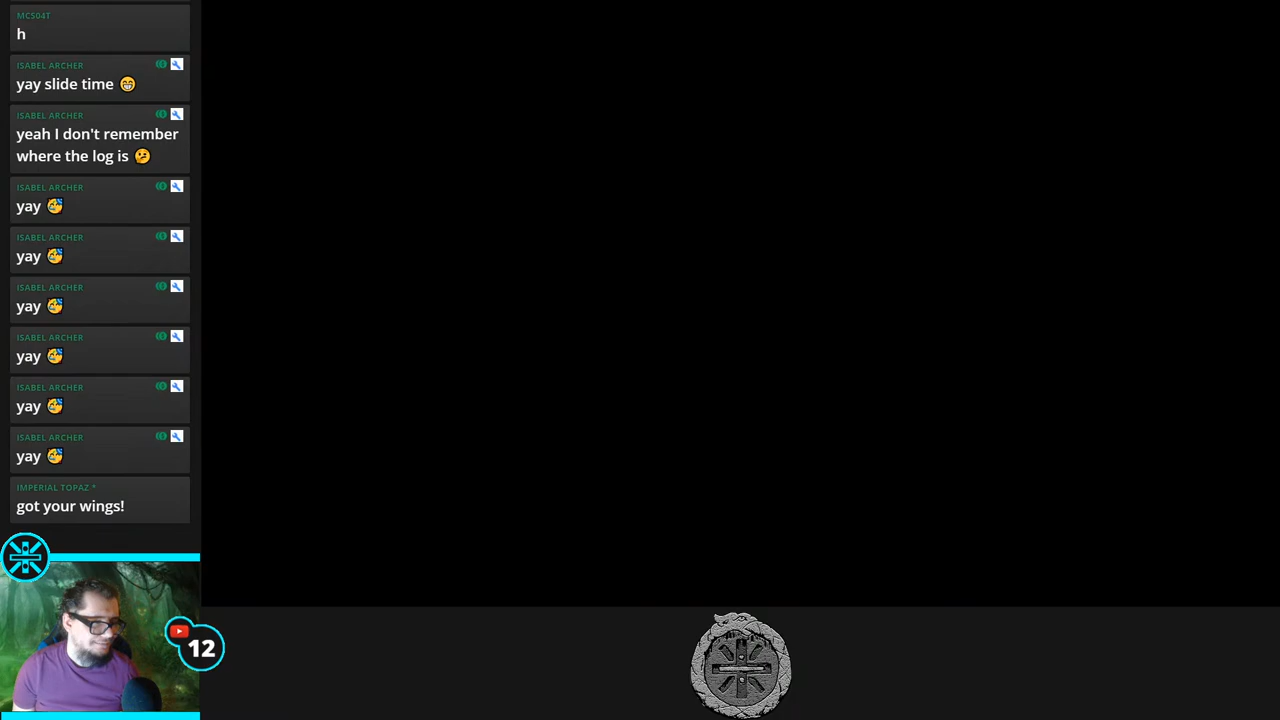 MCS04T
h
ISABEL ARCHER
yay slide time 😁
ISABEL ARCHER
yeah I don't remember
where the log is 🤔
ISABEL ARCHER
yay 🥳
ISABEL ARCHER
yay 🥳
ISABEL ARCHER
yay 🥳
ISABEL ARCHER
yay 🥳
ISABEL ARCHER
yay 🥳
ISABEL ARCHER
yay 🥳
IMPERIAL TOPAZ *
got your wings!
12